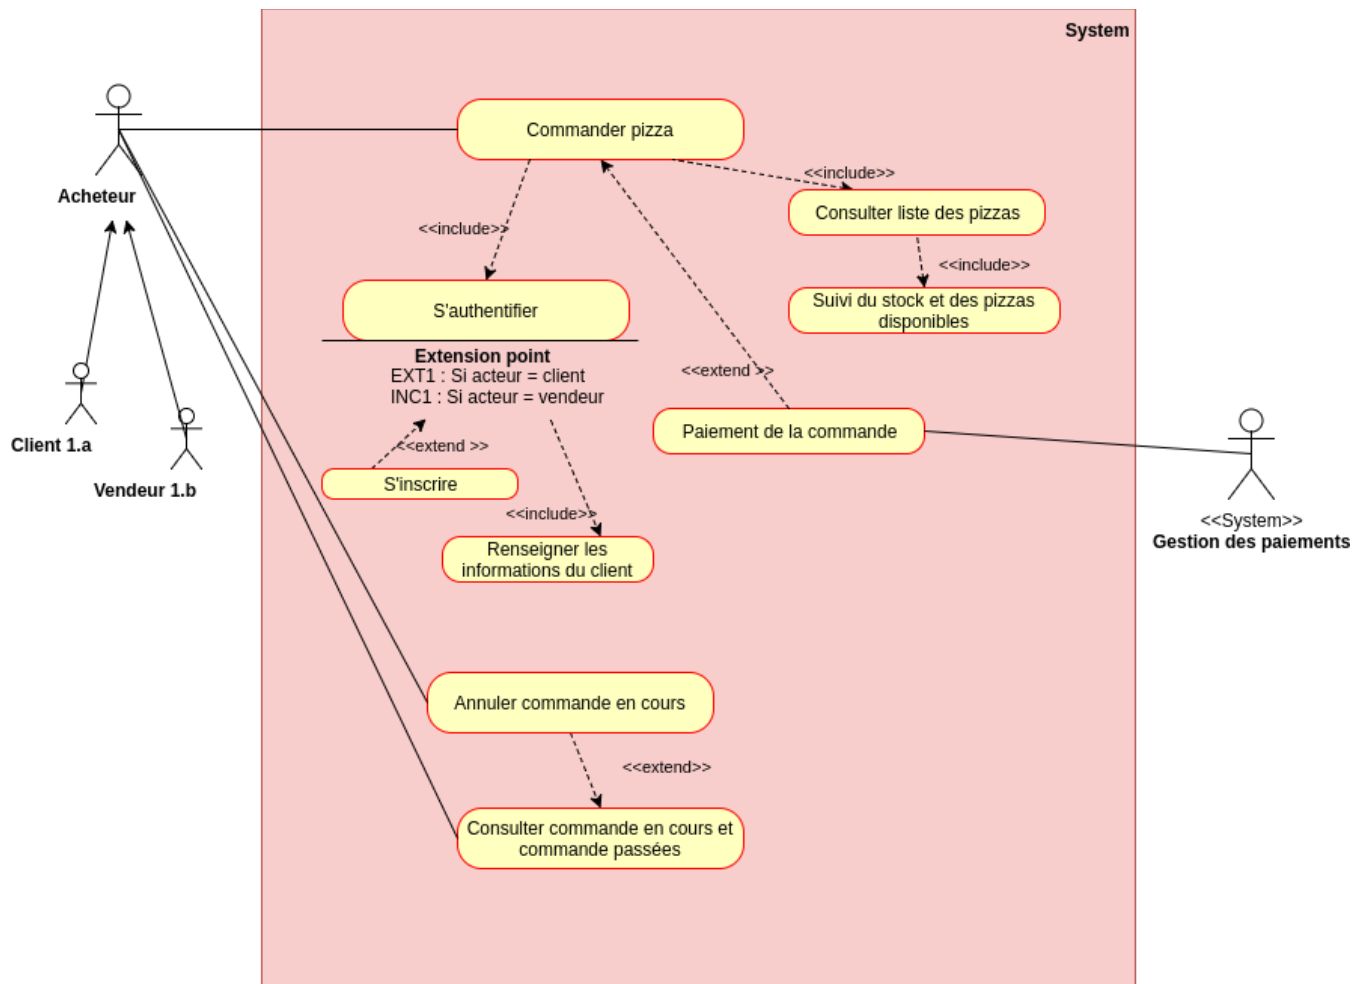 System
Commander pizza
<<include>>
Acheteur
Consulter liste des pizzas
<<include>>
<<include>>
Suivi du stock et des pizzas
disponibles
S'authentifier
Extension point
EXT1 : Si acteur = client
INC1 : Si acteur = vendeur
<<extend >>
Paiement de la commande
Client 1.a
<<extend >>
Vendeur 1.b
S'inscrire
<<include>>
<<System>>
Gestion des paiements
Renseigner les
informations du client
Annuler commande en cours
<<extend>>
Consulter commande en cours et
commande passées